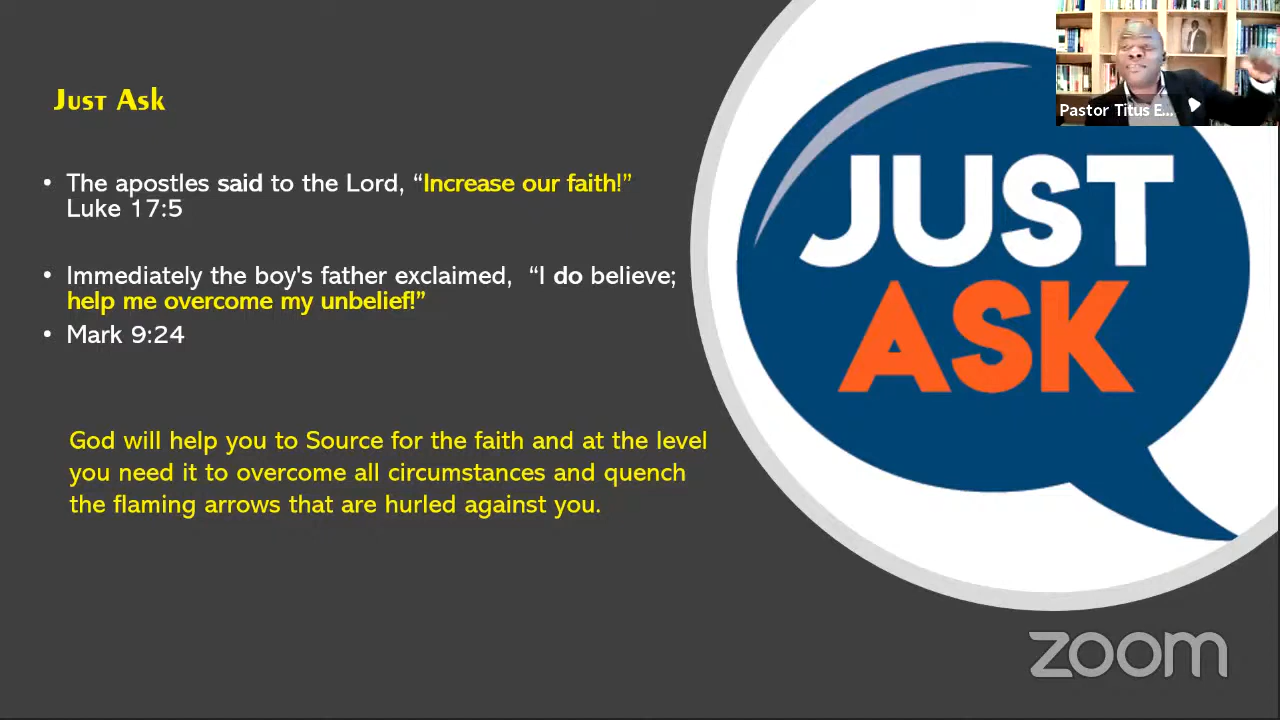 Just Ask
• The apostles said to the Lord, “Increase our faith!”
Luke 17:5
• Immediately the boy's father exclaimed, “I do believe;
help me overcome my unbelief!”
• Mark 9:24
God will help you to Source for the faith and at the level
you need it to overcome all circumstances and quench
the flaming arrows that are hurled against you.
JUST
ASK
Pastor Titus E...
zoom